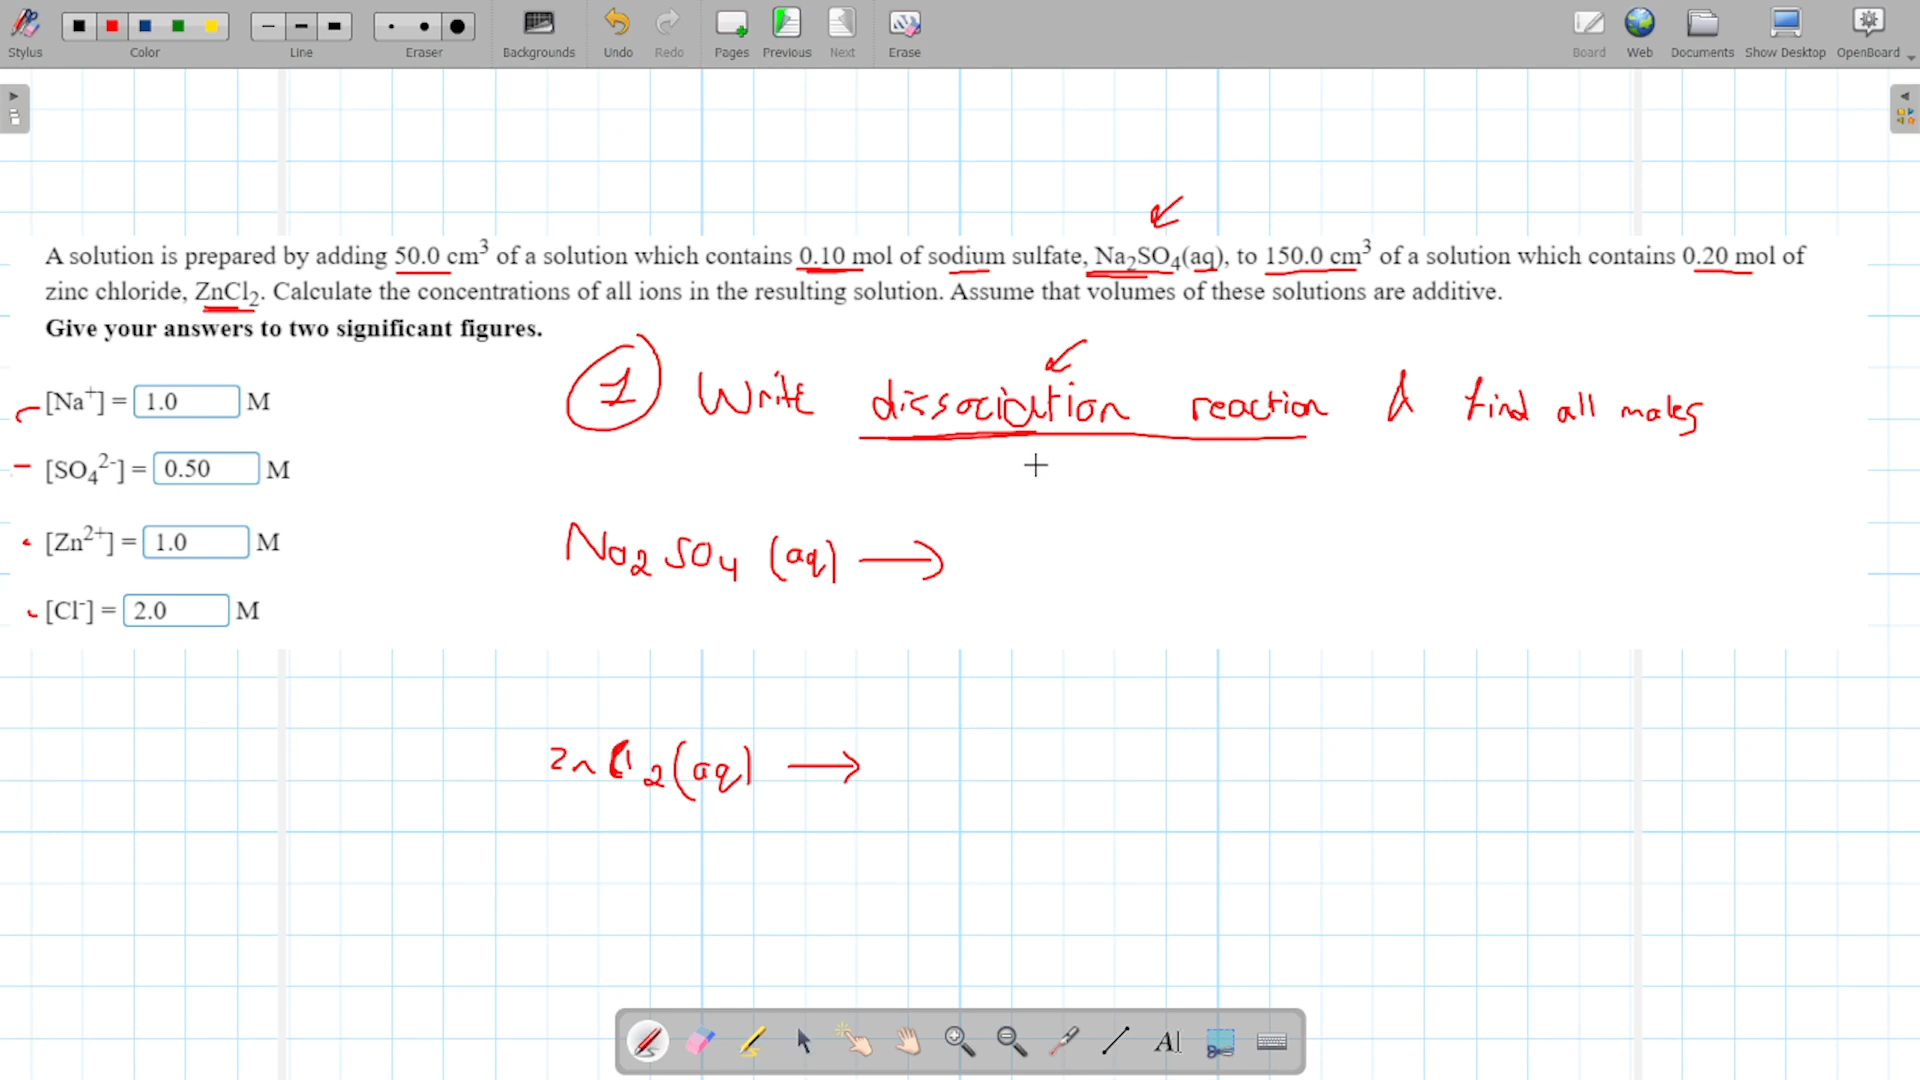 Stylus Color Line Eraser Backgrounds Undo Redo Pages Previous Next Erase Board Web Documents Show Desktop OpenBoard
A solution is prepared by adding 50.0 cm³ of a solution which contains 0.10 mol of sodium sulfate, Na₂SO₄(aq), to 150.0 cm³ of a solution which contains 0.20 mol of
zinc chloride, ZnCl₂. Calculate the concentrations of all ions in the resulting solution. Assume that volumes of these solutions are additive.
Give your answers to two significant figures.
① Write dissociation reaction & find all moles
[Na⁺] = 1.0 M
[SO₄²⁻] = 0.50 M
Na₂SO₄ (aq) →
[Zn²⁺] = 1.0 M
[Cl⁻] = 2.0 M
ZnCl₂(aq) →